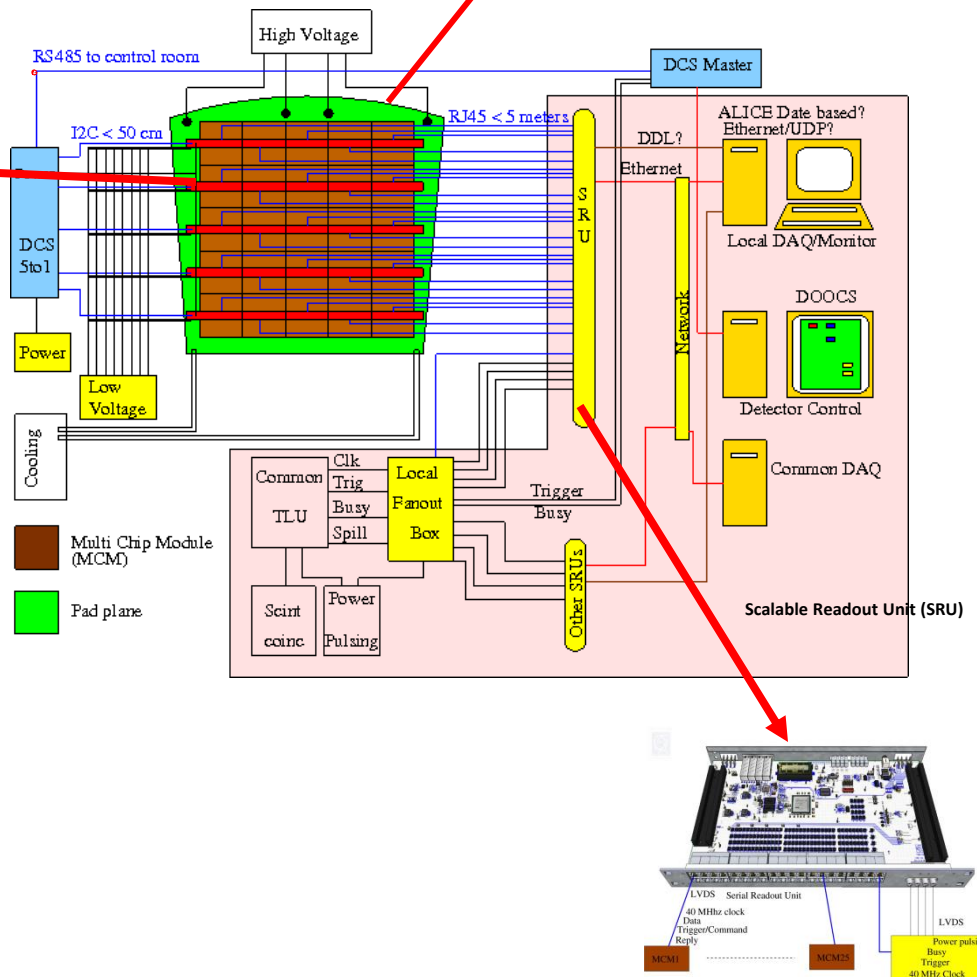 High Voltage
RS485 to control room
DCS Master
I2C < 50 cm
RJ45 < 5 meters
ALICE Date based?
Ethernet/UDP?
DDL?
Ethernet
S
R
U
DCS
5to1
Local DAQ/Monitor
DOOCS
Network
Power
Low
Voltage
Detector Control
Cooling
Common
TLU
Clk
Trig
Busy
Spill
Local
Fanout
Box
Trigger
Busy
Common DAQ
Multi Chip Module
(MCM)
Pad plane
Scint
coinc.
Power
Pulsing
Other SRUs
Scalable Readout Unit (SRU)
LVDS Serial Readout Unit
40 MHhz clock
Data
Trigger/Command
Reply
LVDS
MCM1
MCM25
Power pulsi
Busy
Trigger
40 MHz Clock